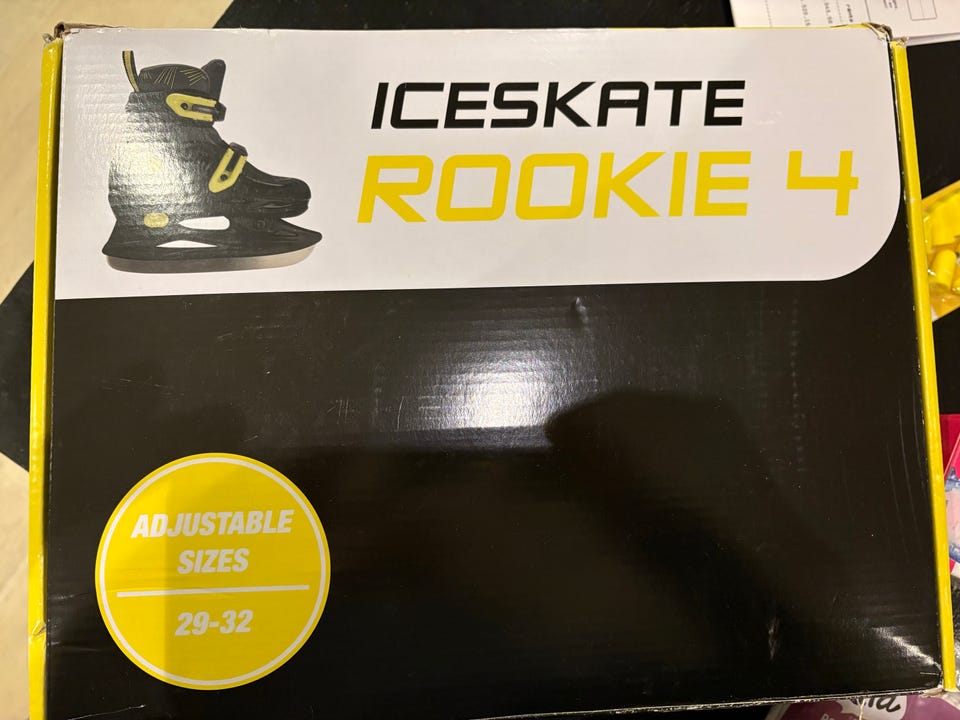 ICESKATE
ROOKIE 4
ADJUSTABLE
SIZES
29-32